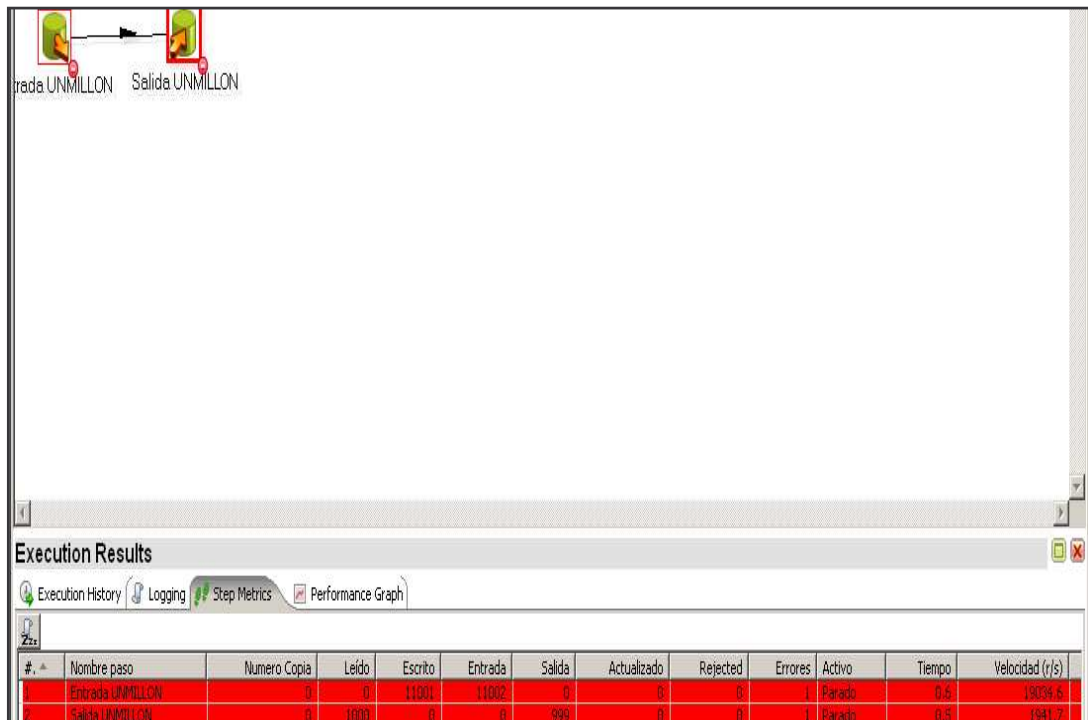 trada UNMILLON Salida UNMILLON
Execution Results
Execution History Logging Step Metrics Performance Graph
Zzz
#. Nombre paso Numero Copia Leído Escrito Entrada Salida Actualizado Rejected Errores Activo Tiempo Velocidad (r/s)
1 Entrada UNMILLON 0 0 11001 11002 0 0 0 1 Parado 0.6 19034.6
2 Salida UNMILLON 0 1000 0 0 999 0 0 1 Parado 0.5 1941.7